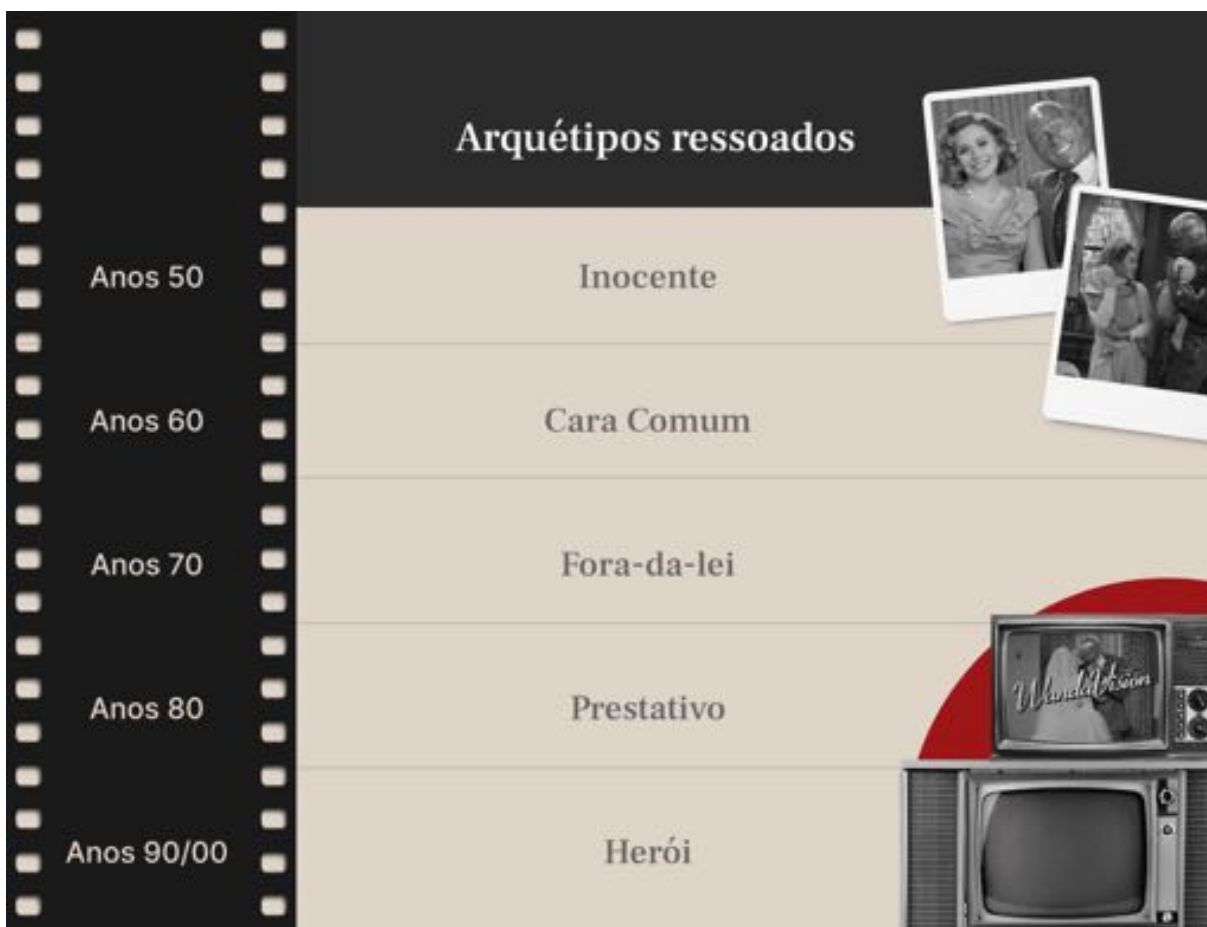 Arquétipos ressoados
Anos 50
Inocente
Anos 60
Cara Comum
Anos 70
Fora-da-lei
Anos 80
Prestativo
WandaVision
Anos 90/00
Herói